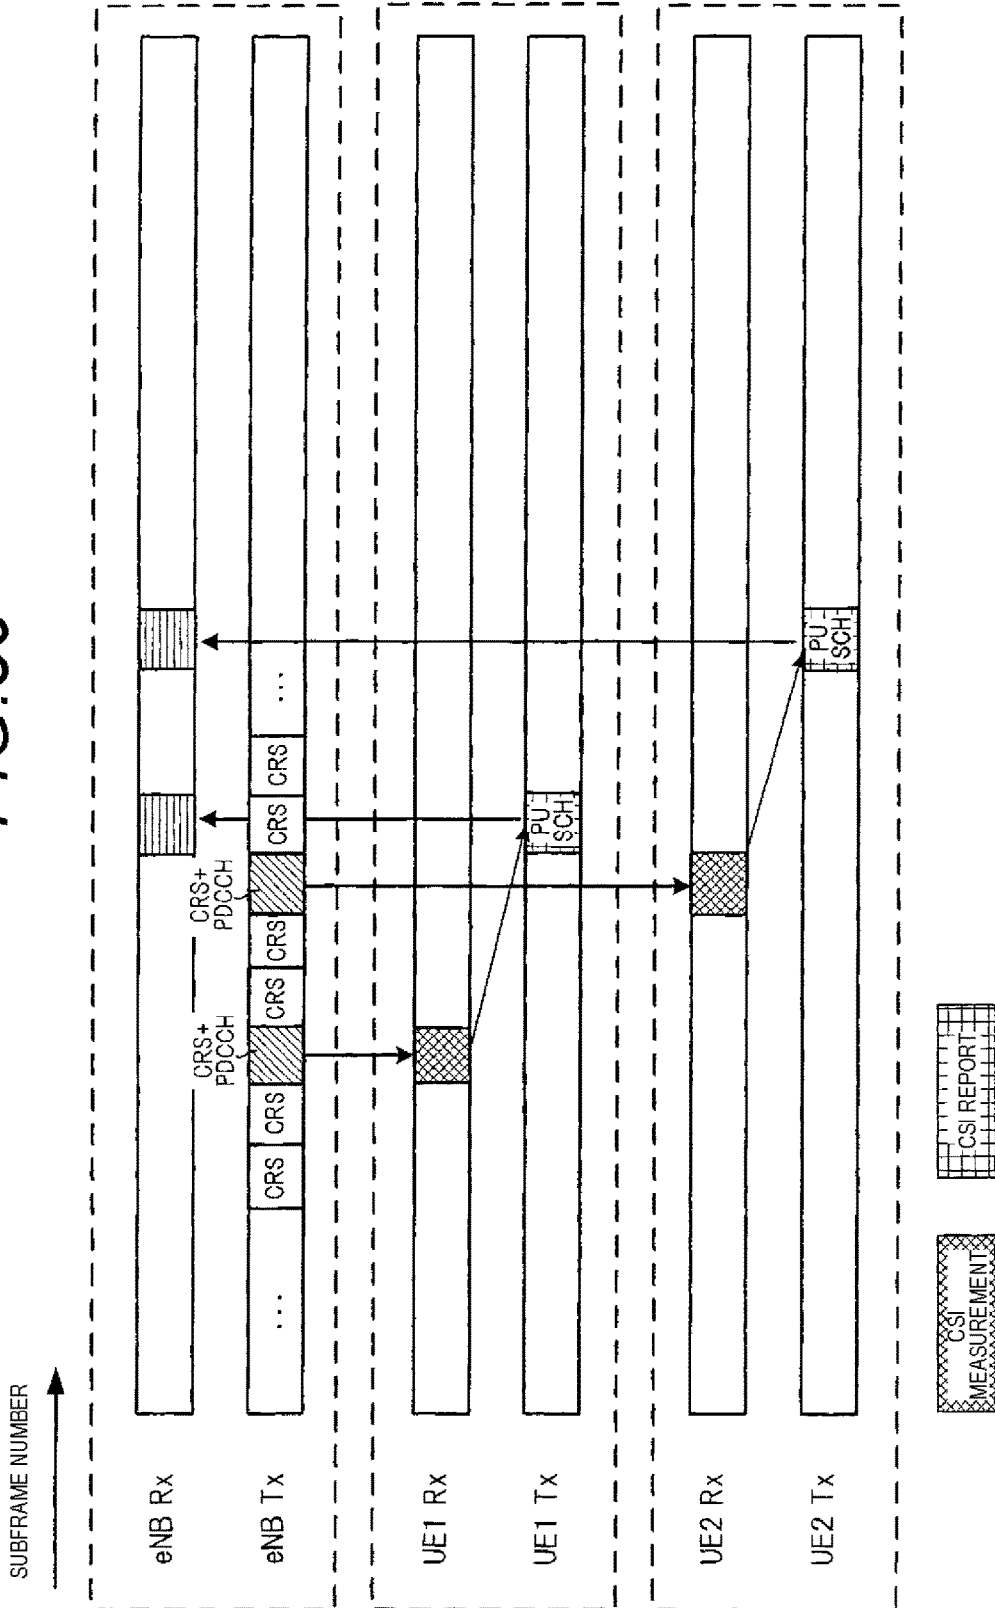 SUBFRAME NUMBER
eNB Rx
CRS+
PDCCH
CRS+
PDCCH
eNB Tx
...
CRS
CRS
CRS
CRS
CRS
CRS
...
UE1 Rx
UE1 Tx
PU
SCH
UE2 Rx
UE2 Tx
PU
SCH
CSI
MEASUREMENT
CSI REPORT